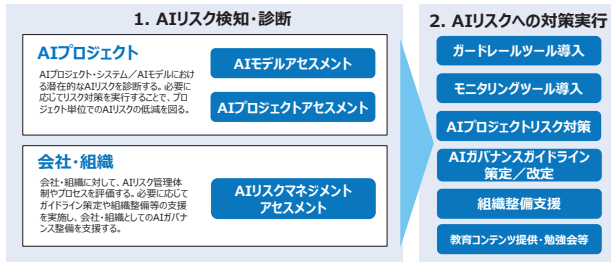 1. AIリスク検知・診断
AIプロジェクト
AIプロジェクト・システム／AIモデルにおけ
る潜在的なAIリスクを診断する。必要に
応じてリスク対策を実行することで、プロ
ジェクト単位でのAIリスクの低減を図る。
AIモデルアセスメント
AIプロジェクトアセスメント
会社・組織
会社・組織に対して、AIリスク管理体
制やプロセスを評価する。必要に応じて
ガイドライン策定や組織整備等の支援
を実施し、会社・組織としてのAIガバナ
ンス整備を支援する。
AIリスクマネジメント
アセスメント
2. AIリスクへの対策実行
ガードレールツール導入
モニタリングツール導入
AIプロジェクトリスク対策
AIガバナンスガイドライン
策定／改定
組織整備支援
教育コンテンツ提供・勉強会等